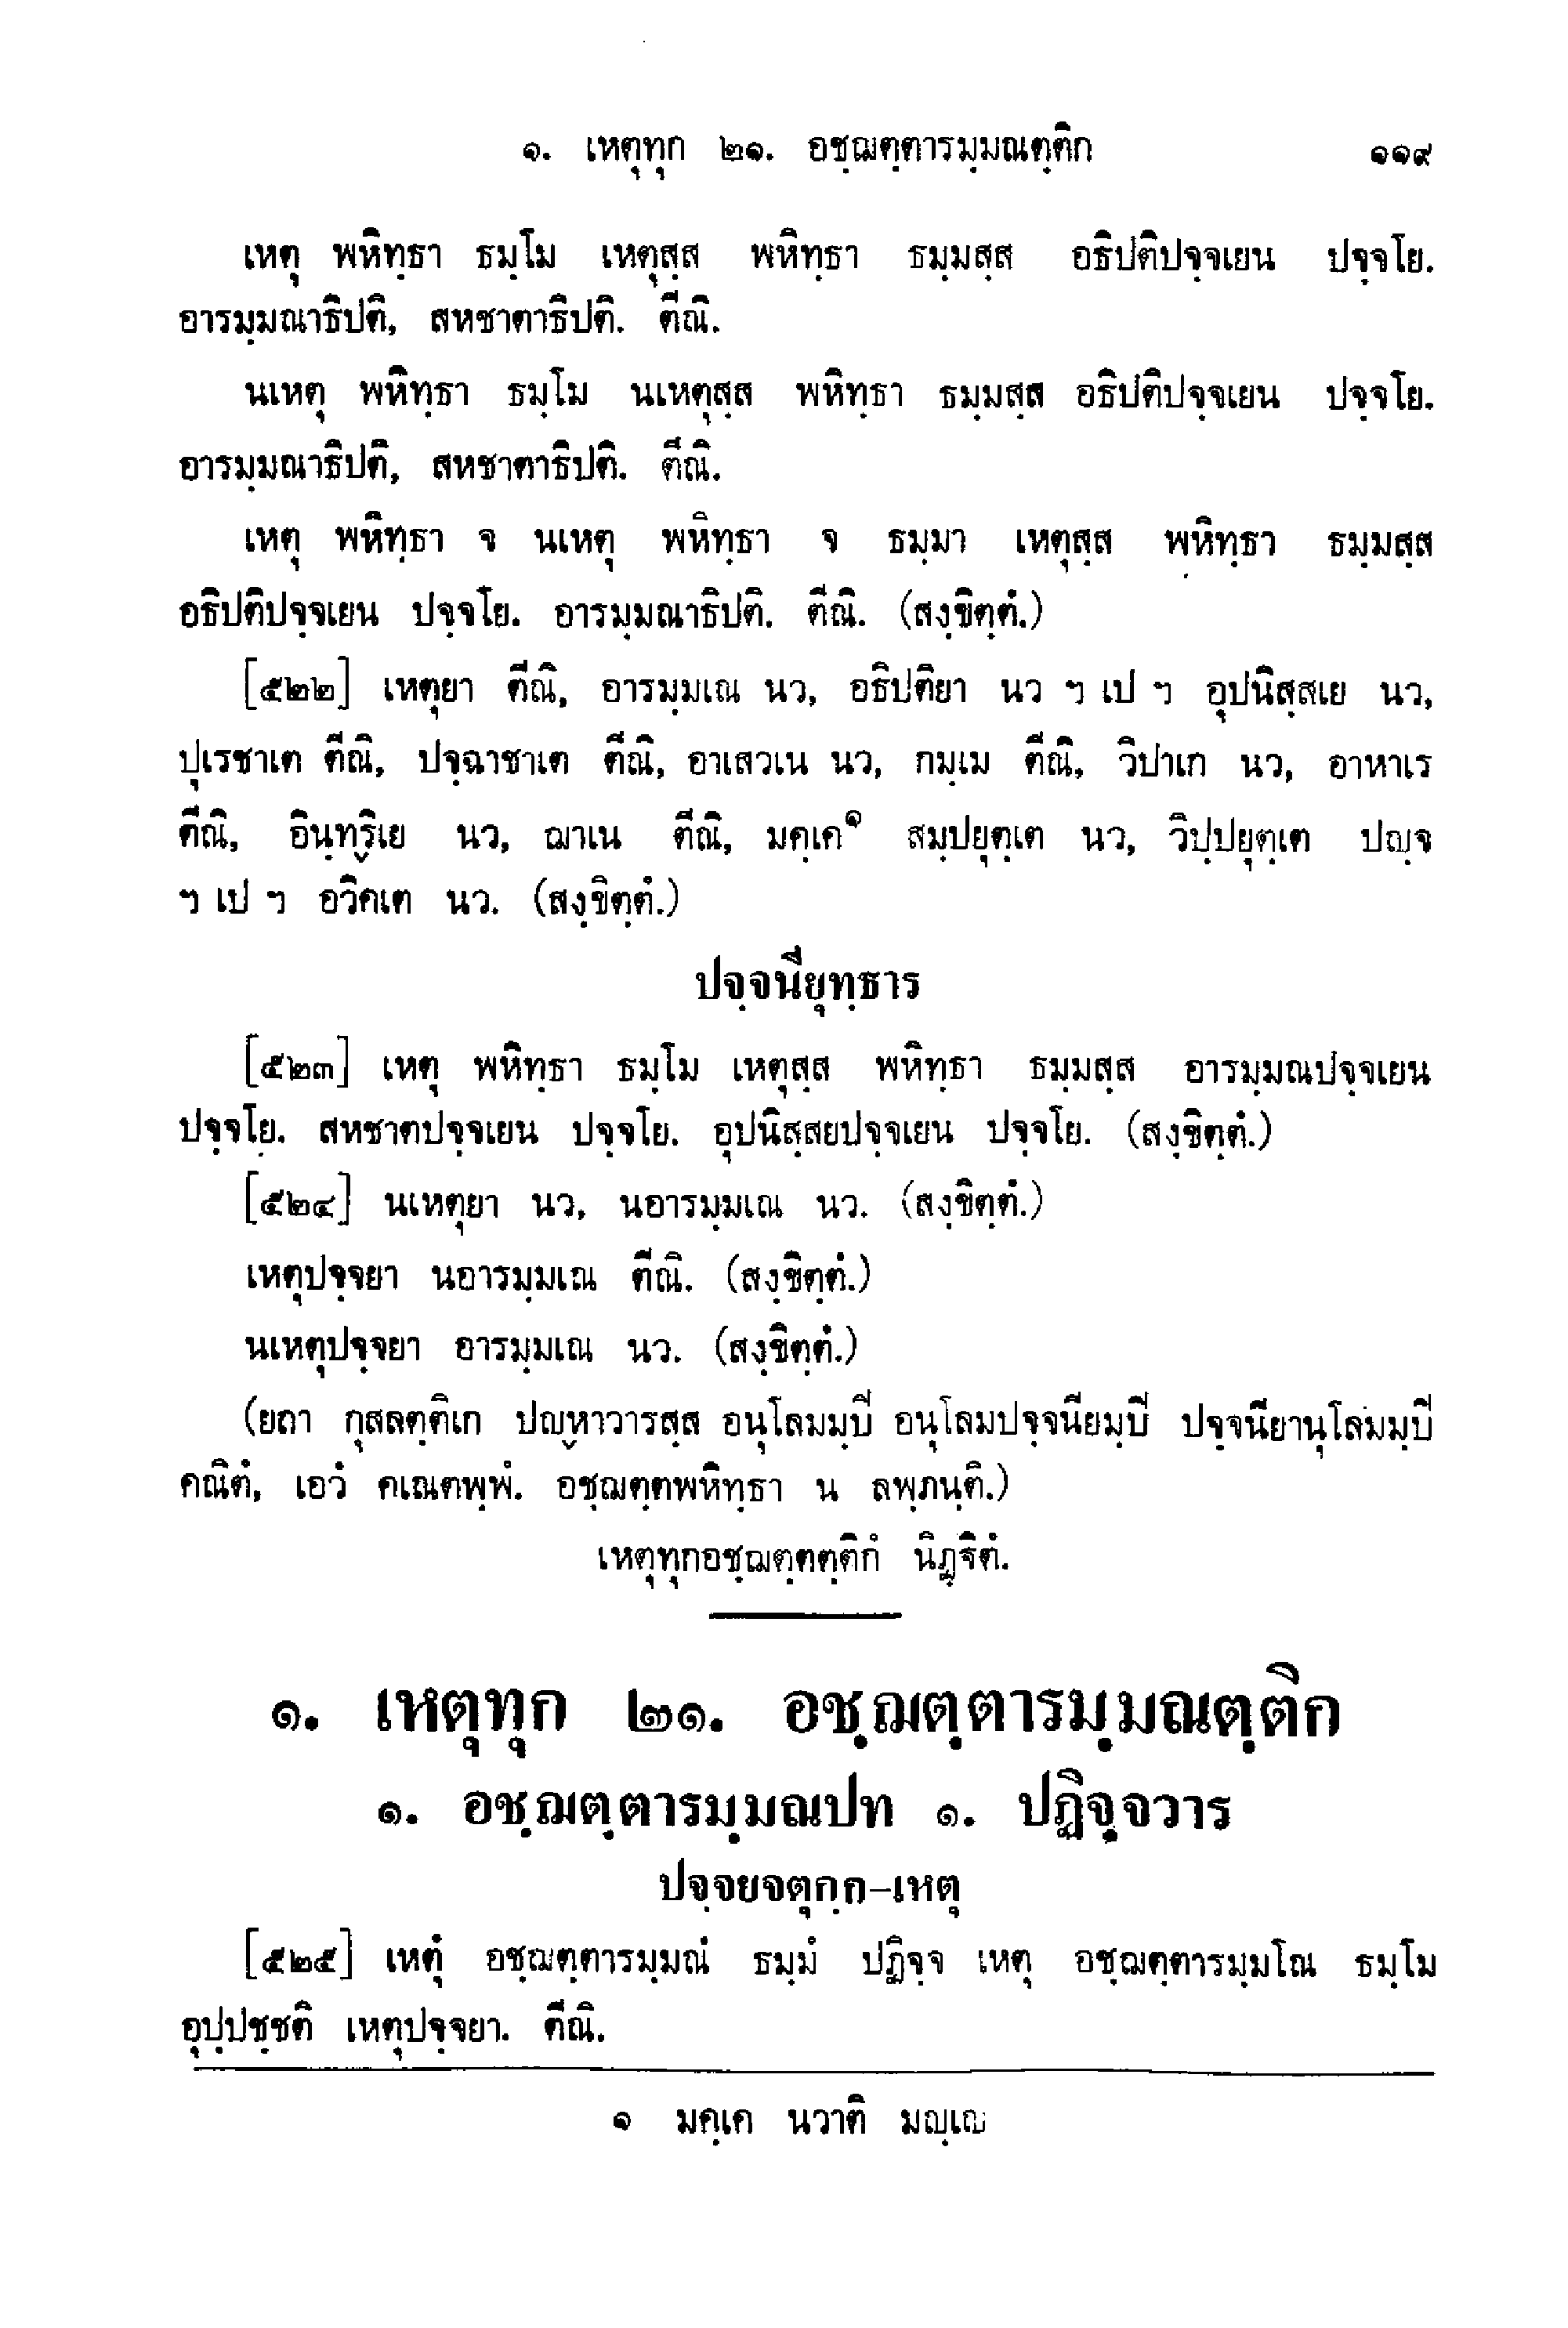 ๑. เหตุทุก ๒๑. อชฺฌตฺตารมฺมณตฺติก ๑๑๙
เหตุ พหิทฺธา ธมฺโม เหตุสฺส พหิทฺธา ธมฺมสฺส อธิปติปจฺจเยน ปจฺจโย.
อารมฺมณาธิปติ, สหชาตาธิปติ. ตีณิ.
นเหตุ พหิทฺธา ธมฺโม นเหตุสฺส พหิทฺธา ธมฺมสฺส อธิปติปจฺจเยน ปจฺจโย.
อารมฺมณาธิปติ, สหชาตาธิปติ. ตีณิ.
เหตุ พหิทฺธา จ นเหตุ พหิทฺธา จ ธมฺมา เหตุสฺส พหิทฺธา ธมฺมสฺส
อธิปติปจฺจเยน ปจฺจโย. อารมฺมณาธิปติ. ตีณิ. (สงฺขิตฺตํ.)
[๕๒๒] เหตุยา ตีณิ, อารมฺมเณ นว, อธิปติยา นว ฯ เป ฯ อุปนิสฺสเย นว,
ปุเรชาเต ตีณิ, ปจฺฉาชาเต ตีณิ, อาเสวเน นว, กมฺเม ตีณิ, วิปาเก นว, อาหาเร
ตีณิ, อินฺทฺริเย นว, ฌาเน ตีณิ, มคฺเค๑ สมฺปยุตฺเต นว, วิปฺปยุตฺเต ปญฺจ
ฯ เป ฯ อวิคเต นว. (สงฺขิตฺตํ.)
ปจฺจนียุทฺธาร
[๕๒๓] เหตุ พหิทฺธา ธมฺโม เหตุสฺส พหิทฺธา ธมฺมสฺส อารมฺมณปจฺจเยน
ปจฺจโย. สหชาตปจฺจเยน ปจฺจโย. อุปนิสฺสยปจฺจเยน ปจฺจโย. (สงฺขิตฺตํ.)
[๕๒๔] นเหตุยา นว, นอารมฺมเณ นว. (สงฺขิตฺตํ.)
เหตุปจฺจยา นอารมฺมเณ ตีณิ. (สงฺขิตฺตํ.)
นเหตุปจฺจยา อารมฺมเณ นว. (สงฺขิตฺตํ.)
(ยถา กุสลตฺติเก ปญฺหาวารสฺส อนุโลมมฺปิ อนุโลมปจฺจนียมฺปิ ปจฺจนียานุโลมมฺปิ
คณิตํ, เอวํ คเณตพฺพํ. อชฺฌตฺตพหิทฺธา น ลพฺภนฺติ.)
เหตุทุกอชฺฌตฺตตฺติกํ นิฏฺฐิตํ.
๑. เหตุทุก ๒๑. อชฺฌตฺตารมฺมณตฺติก
๑. อชฺฌตฺตารมฺมณปท ๑. ปฏิจฺจวาร
ปจฺจยจตุกฺก-เหตุ
[๕๒๕] เหตุํ อชฺฌตฺตารมฺมณํ ธมฺมํ ปฏิจฺจ เหตุ อชฺฌตฺตารมฺมโณ ธมฺโม
อุปฺปชฺชติ เหตุปจฺจยา. ตีณิ.
๑ มคฺเค นวาติ มญฺเญ